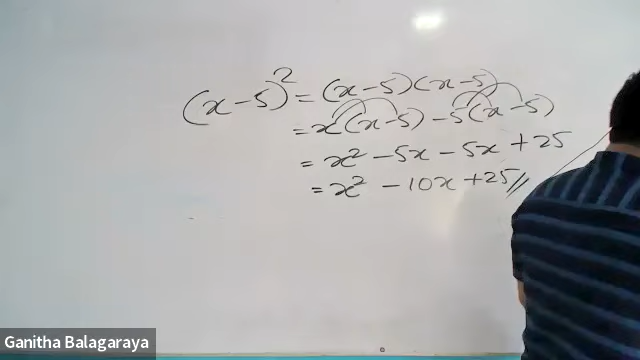 (x-5)² = (x-5)(x-5)
= x(x-5) -5(x-5)
= x² -5x -5x +25
= x² -10x +25//
Ganitha Balagaraya